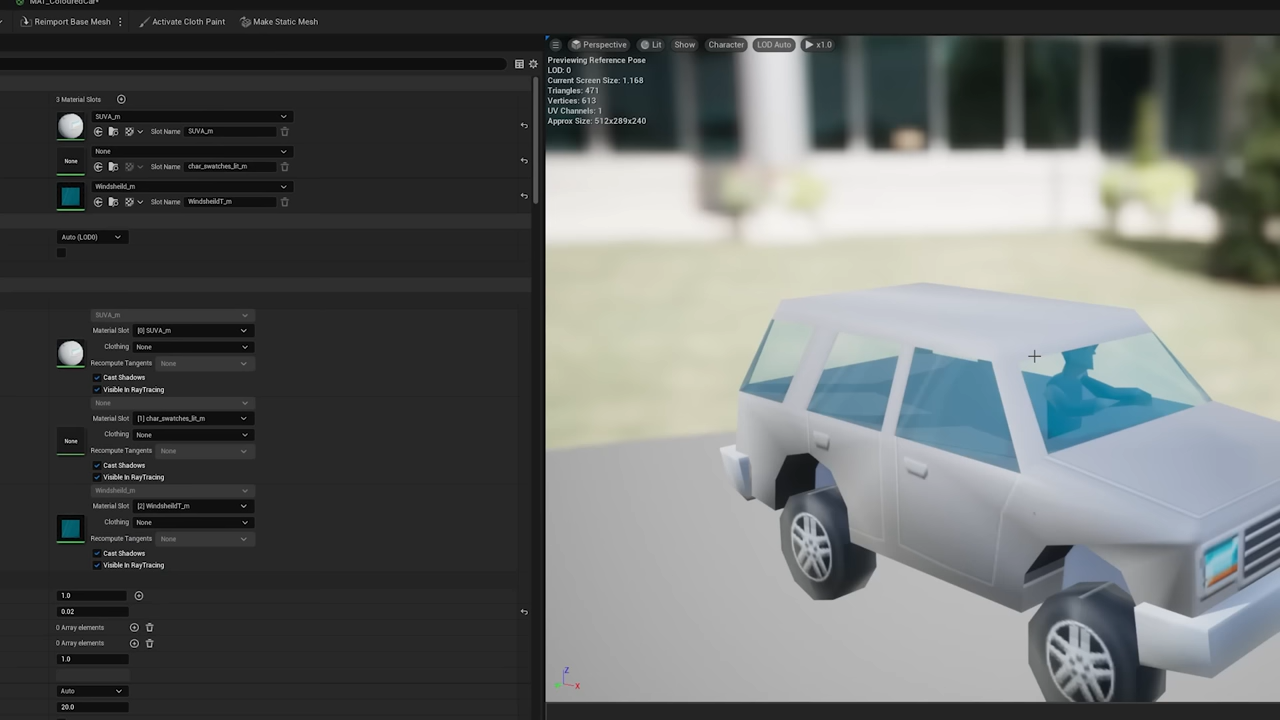 MAT_ColouredCar*
Reimport Base Mesh
Activate Cloth Paint
Make Static Mesh
3 Material Slots
SUVA_m
Slot Name SUVA_m
None
None
Slot Name char_swatches_lit_m
Windsheild_m
Slot Name WindsheildT_m
Auto (LOD0)
SUVA_m
Material Slot [0] SUVA_m
Clothing None
Recompute Tangents None
Cast Shadows
Visible In RayTracing
None
Material Slot [1] char_swatches_lit_m
None
Clothing None
Recompute Tangents None
Cast Shadows
Visible In RayTracing
Windsheild_m
Material Slot [2] WindsheildT_m
Clothing None
Recompute Tangents None
Cast Shadows
Visible In RayTracing
1.0
0.02
0 Array elements
0 Array elements
1.0
Auto
20.0
Perspective Lit Show Character LOD Auto x1.0
Previewing Reference Pose
LOD: 0
Current Screen Size: 1.168
Triangles: 471
Vertices: 613
UV Channels: 1
Approx Size: 512x289x240
Z
X